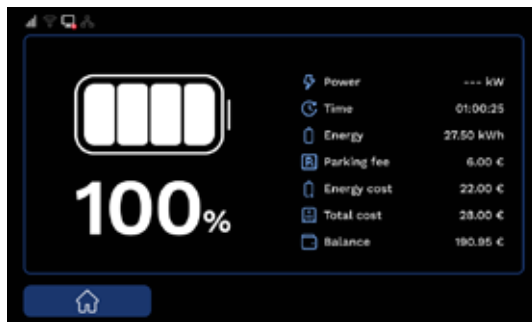 Power --- kW
Time 01:00:25
Energy 27.50 kWh
Parking fee 6.00 €
Energy cost 22.00 €
Total cost 28.00 €
Balance 190.95 €
100%